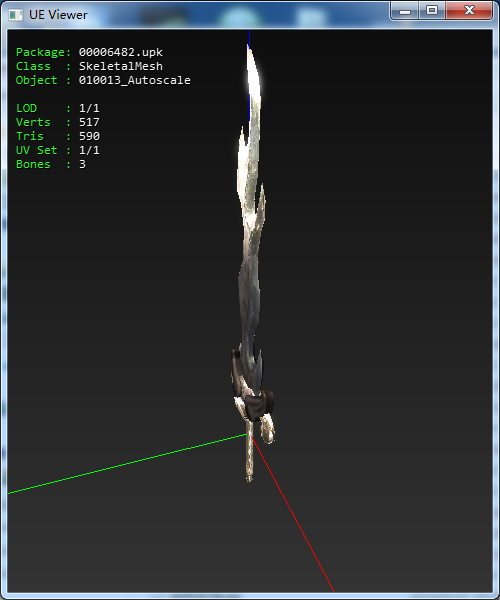 UE Viewer
Package: 00006482.upk
Class  : SkeletalMesh
Object : 010013_Autoscale
LOD    : 1/1
Verts  : 517
Tris   : 590
UV Set : 1/1
Bones  : 3